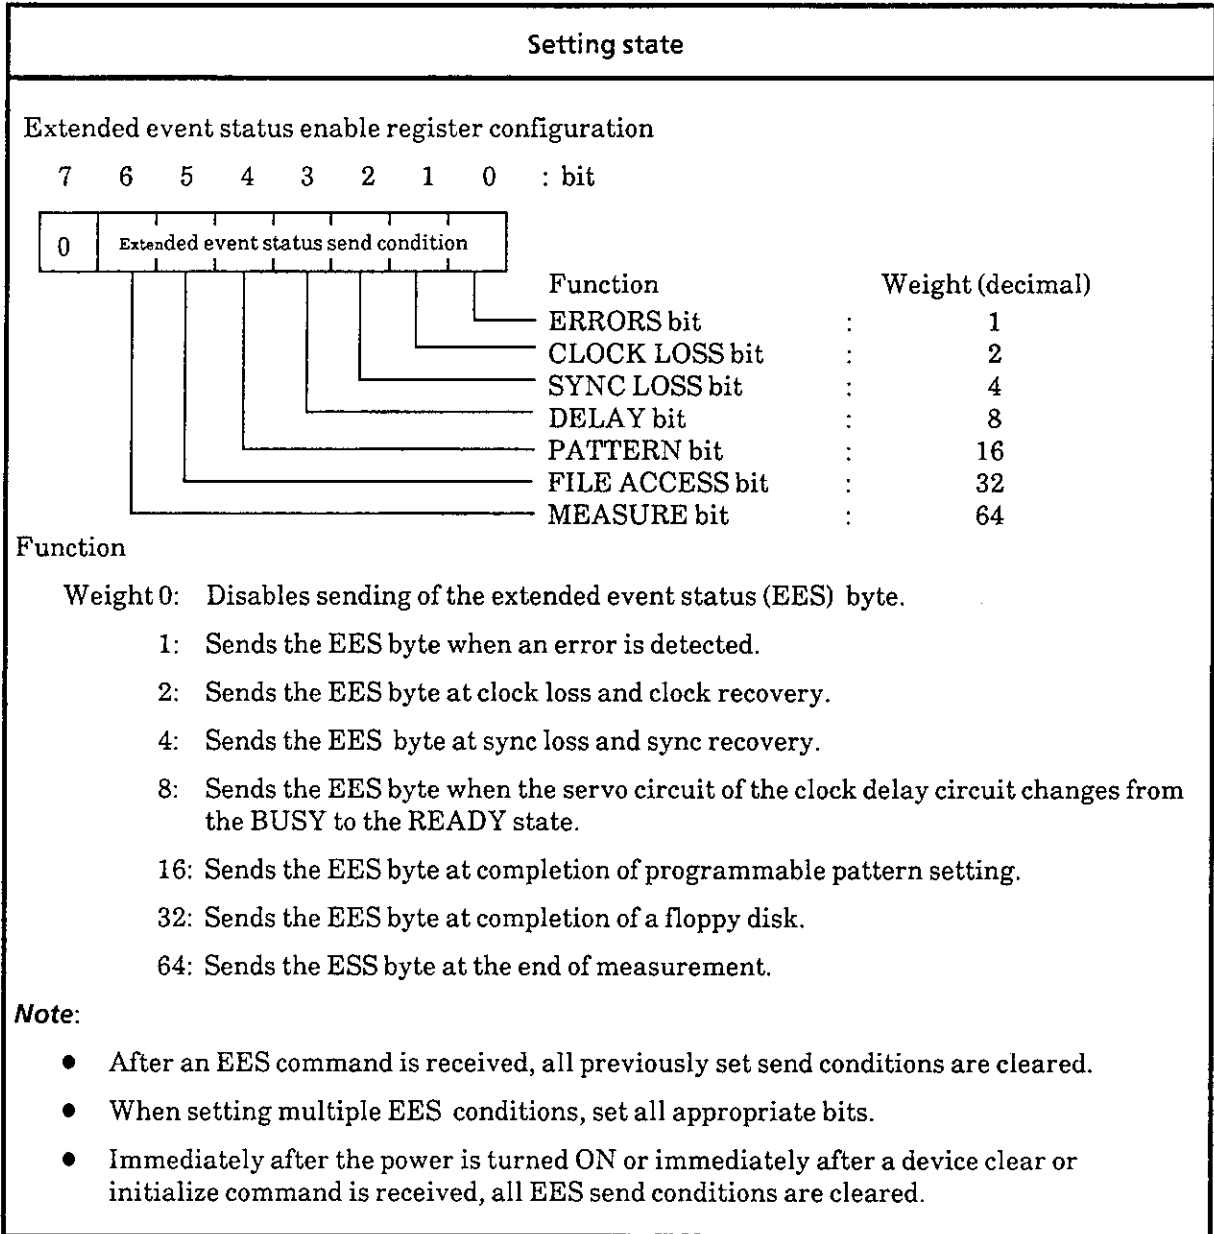 Setting state
Extended event status enable register configuration
7 6 5 4 3 2 1 0 : bit
0 Extended event status send condition
Function Weight (decimal)
ERRORS bit : 1
CLOCK LOSS bit : 2
SYNC LOSS bit : 4
DELAY bit : 8
PATTERN bit : 16
FILE ACCESS bit : 32
MEASURE bit : 64
Function
Weight 0: Disables sending of the extended event status (EES) byte.
1: Sends the EES byte when an error is detected.
2: Sends the EES byte at clock loss and clock recovery.
4: Sends the EES byte at sync loss and sync recovery.
8: Sends the EES byte when the servo circuit of the clock delay circuit changes from
the BUSY to the READY state.
16: Sends the EES byte at completion of programmable pattern setting.
32: Sends the EES byte at completion of a floppy disk.
64: Sends the ESS byte at the end of measurement.
Note:
● After an EES command is received, all previously set send conditions are cleared.
● When setting multiple EES conditions, set all appropriate bits.
● Immediately after the power is turned ON or immediately after a device clear or
initialize command is received, all EES send conditions are cleared.